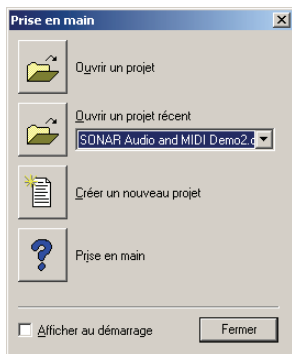 Prise en main
Ouvrir un projet
Ouvrir un projet récent
SONAR Audio and MIDI Demo2.c
Créer un nouveau projet
Prise en main
Afficher au démarrage
Fermer